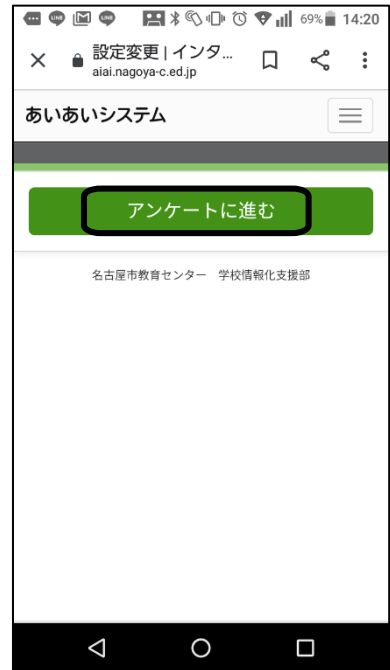 69% 14:20
設定変更 | インタ...
aiai.nagoya-c.ed.jp
あいあいシステム
アンケートに進む
名古屋市教育センター　学校情報化支援部